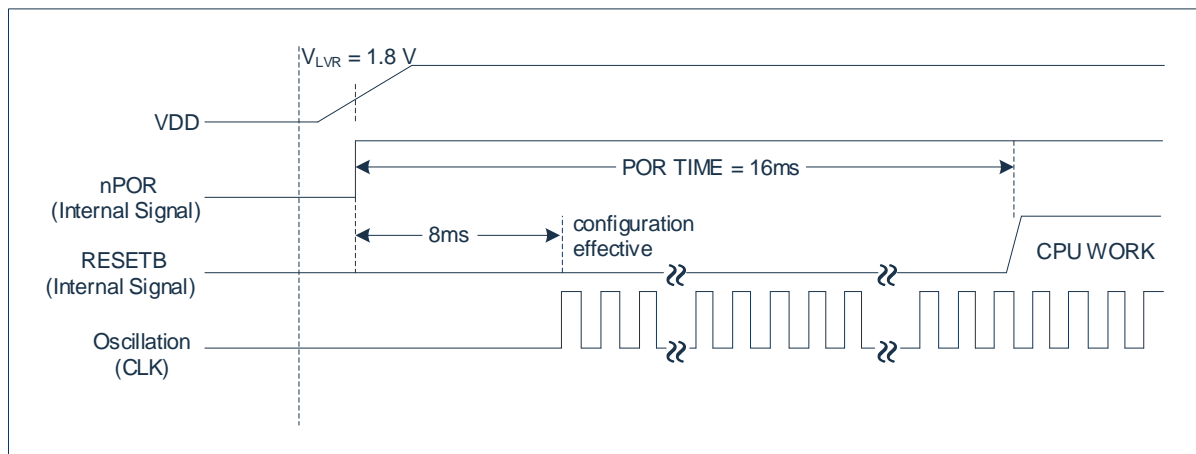 VLVR = 1.8 V
VDD
POR TIME = 16ms
nPOR
(Internal Signal)
8ms
configuration
effective
RESETB
(Internal Signal)
CPU WORK
Oscillation
(CLK)